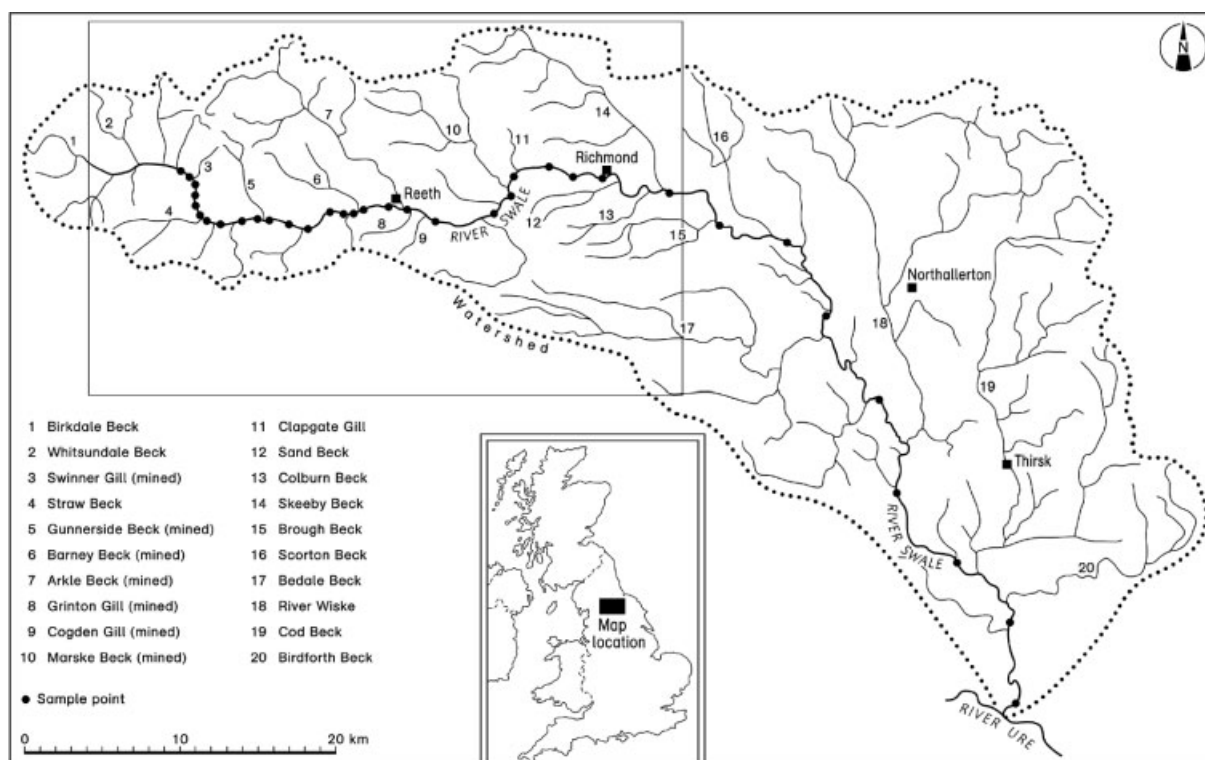 N
1
2
3
4
5
6
7
8
9
10
11
12
13
14
15
16
17
18
19
20
Reeth
Richmond
RIVER SWALE
Northallerton
Thirsk
Watershed
RIVER SWALE
RIVER URE
1 Birkdale Beck
2 Whitsundale Beck
3 Swinner Gill (mined)
4 Straw Beck
5 Gunnerside Beck (mined)
6 Barney Beck (mined)
7 Arkle Beck (mined)
8 Grinton Gill (mined)
9 Cogden Gill (mined)
10 Marske Beck (mined)
11 Clapgate Gill
12 Sand Beck
13 Colburn Beck
14 Skeeby Beck
15 Brough Beck
16 Scorton Beck
17 Bedale Beck
18 River Wiske
19 Cod Beck
20 Birdforth Beck
Sample point
0 10 20 km
Map
location